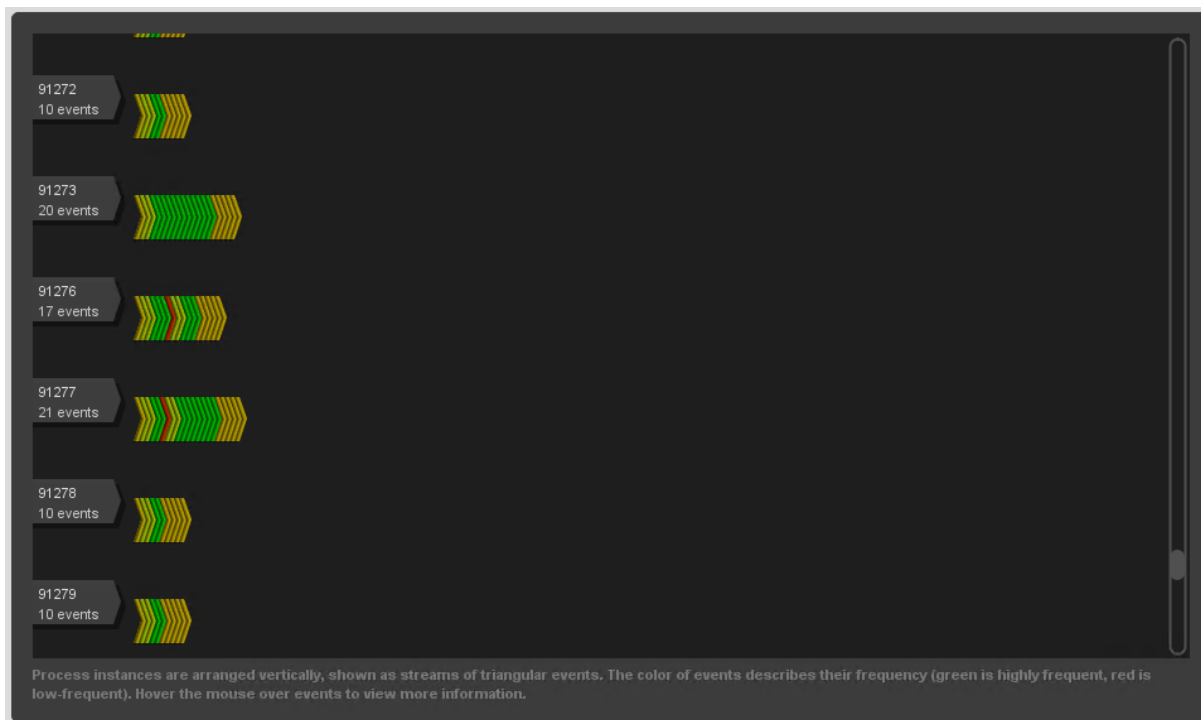 91272
10 events
91273
20 events
91276
17 events
91277
21 events
91278
10 events
91279
10 events
Process instances are arranged vertically, shown as streams of triangular events. The color of events describes their frequency (green is highly frequent, red is
low-frequent). Hover the mouse over events to view more information.